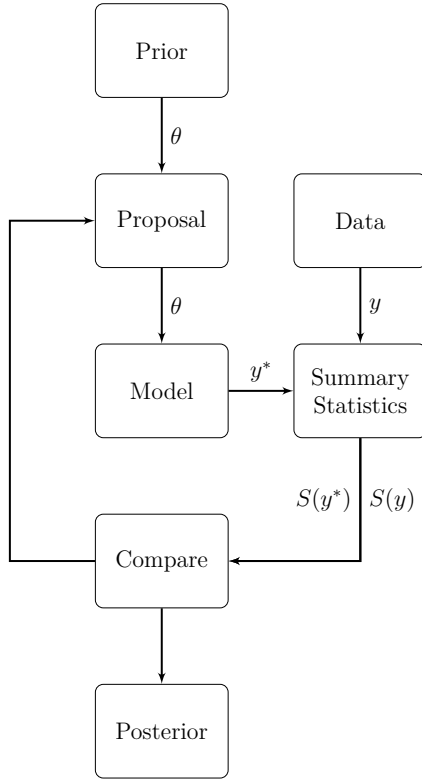 Prior
θ
Proposal
Data
θ
y
Model
y*
Summary
Statistics
S(y*)
S(y)
Compare
Posterior